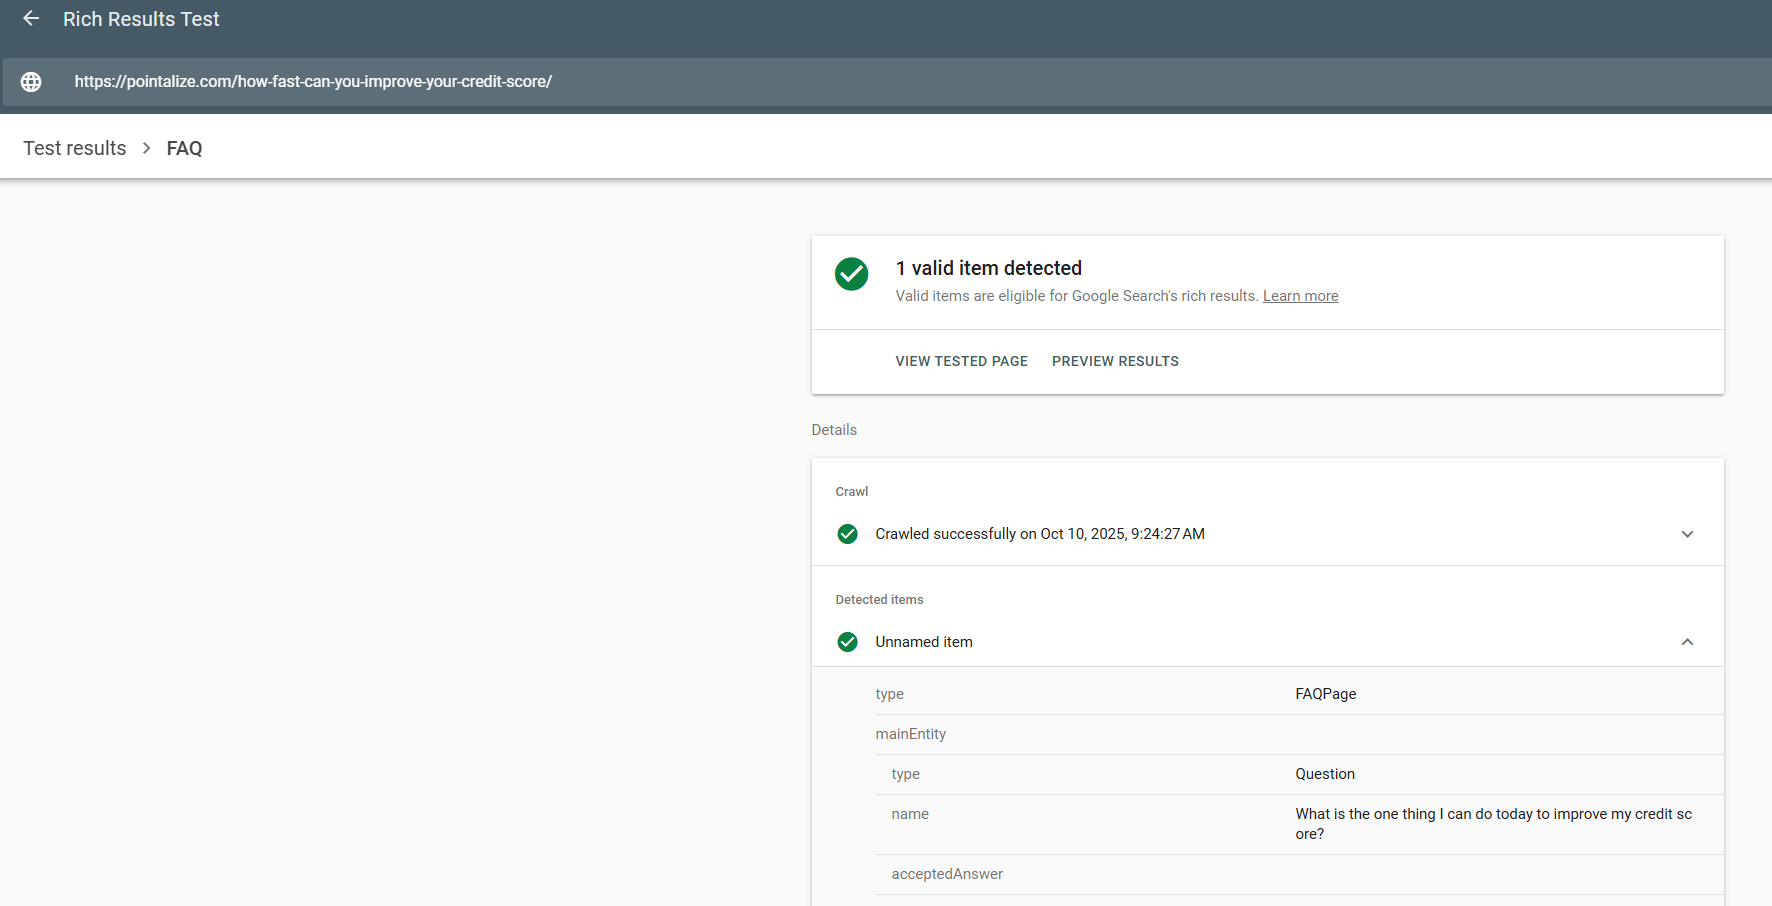 Rich Results Test
https://pointalize.com/how-fast-can-you-improve-your-credit-score/
Test results > FAQ
1 valid item detected
Valid items are eligible for Google Search's rich results. Learn more
VIEW TESTED PAGE PREVIEW RESULTS
Details
Crawl
Crawled successfully on Oct 10, 2025, 9:24:27 AM
Detected items
Unnamed item
type FAQPage
mainEntity
type Question
name What is the one thing I can do today to improve my credit sc
ore?
acceptedAnswer